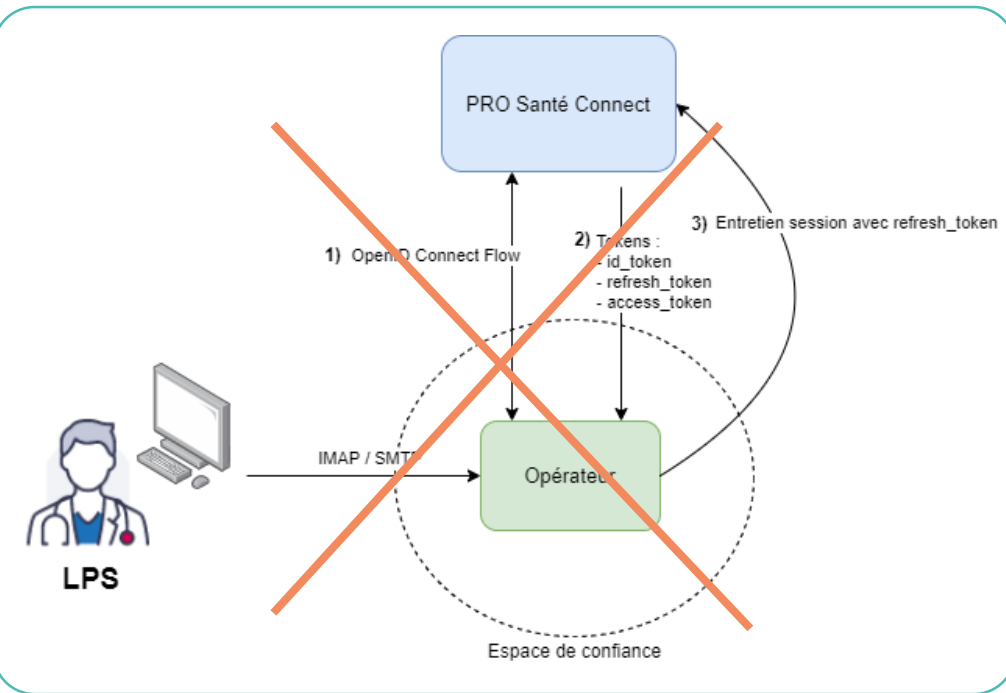 PRO Santé Connect
3) Entretien session avec refresh_token
1) OpenID Connect Flow
2) Tokens :
- id_token
- refresh_token
- access_token
IMAP / SMTP
Opérateur
LPS
Espace de confiance